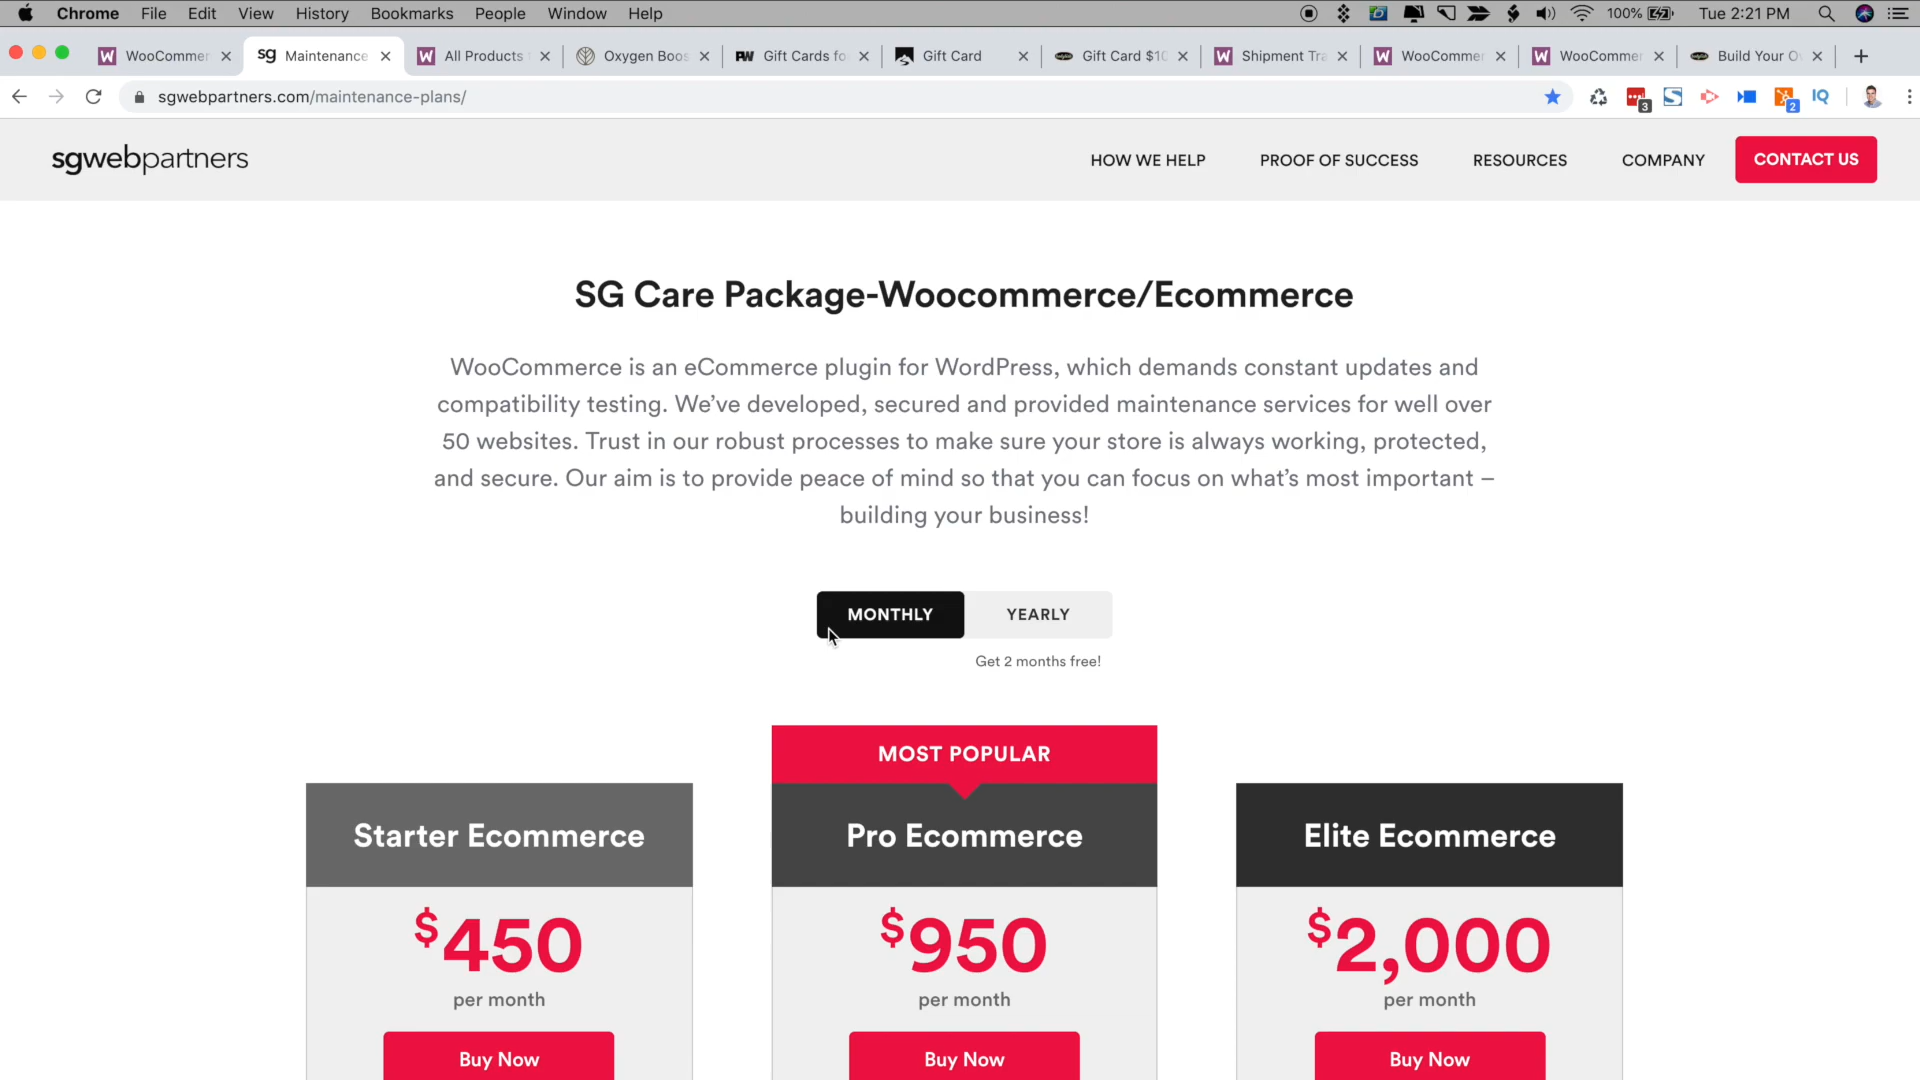 Chrome File Edit View History Bookmarks People Window Help 100% Tue 2:21 PM
WooCommer sg Maintenance All Products Oxygen Boos Gift Cards fo Gift Card Gift Card $10 Shipment Tra WooCommer WooCommer Build Your O
sgwebpartners.com/maintenance-plans/ 3 2 IQ
sgwebpartners
HOW WE HELP PROOF OF SUCCESS RESOURCES COMPANY CONTACT US
SG Care Package-Woocommerce/Ecommerce
WooCommerce is an eCommerce plugin for WordPress, which demands constant updates and
compatibility testing. We’ve developed, secured and provided maintenance services for well over
50 websites. Trust in our robust processes to make sure your store is always working, protected,
and secure. Our aim is to provide peace of mind so that you can focus on what’s most important –
building your business!
MONTHLY YEARLY
Get 2 months free!
MOST POPULAR
Starter Ecommerce Pro Ecommerce Elite Ecommerce
$450 $950 $2,000
per month per month per month
Buy Now Buy Now Buy Now